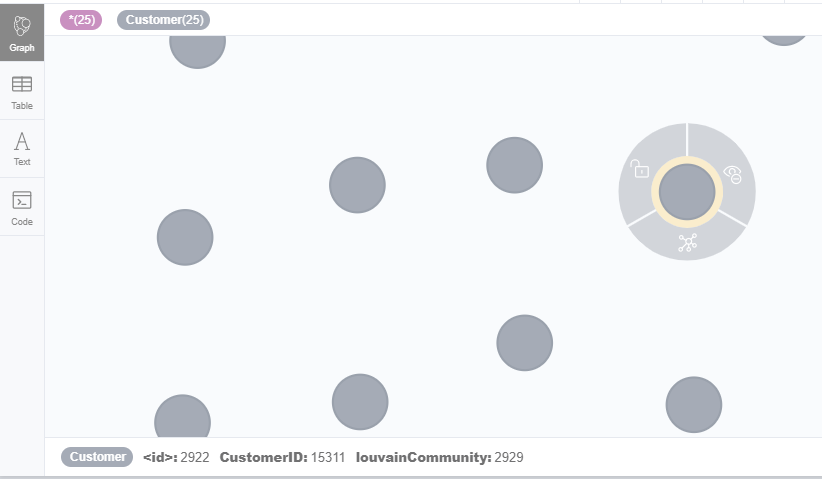 *(25) Customer(25)
Graph
Table
Text
Code
Customer <id>: 2922 CustomerID: 15311 louvainCommunity: 2929